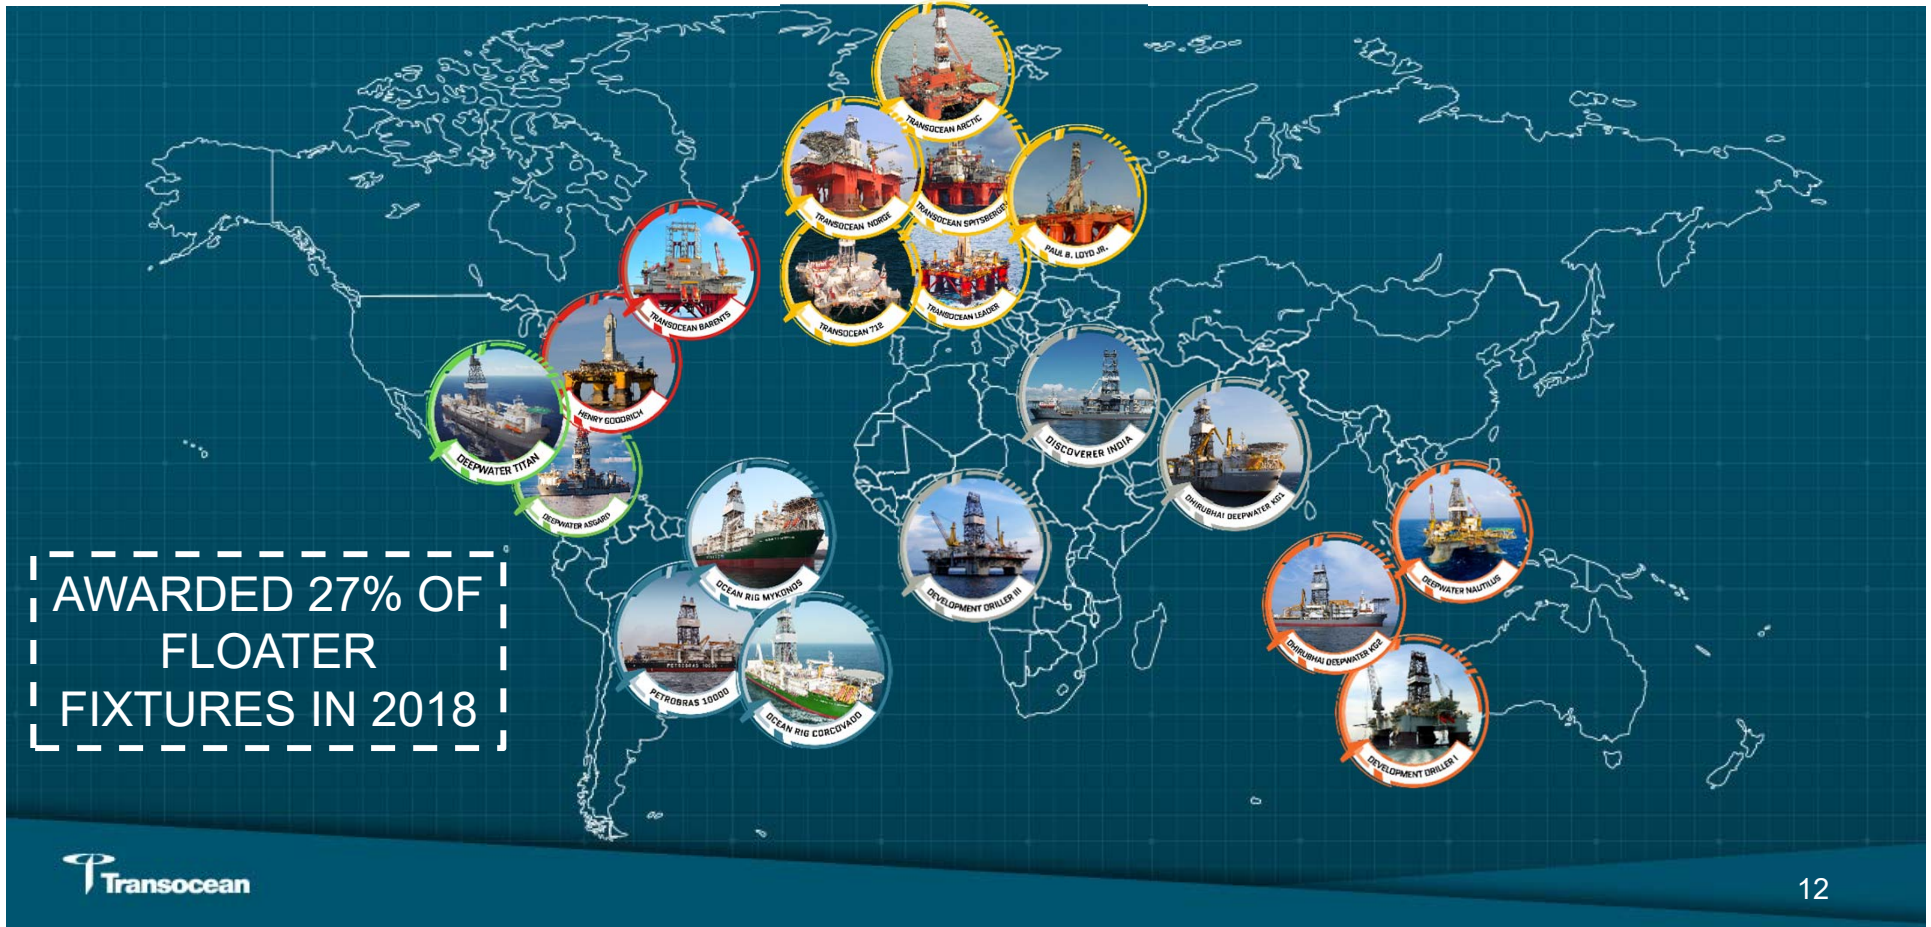 TRANSOCEAN ARCTIC
TRANSOCEAN NORGE
TRANSOCEAN SPITSBERGEN
PAUL B. LOYD JR.
TRANSOCEAN BARENTS
TRANSOCEAN 712
TRANSOCEAN LEADER
HENRY GOODRICH
DEEPWATER TITAN
DISCOVERER INDIA
DEEPWATER ASGARD
DHIRUBHAI DEEPWATER KG1
OCEAN RIG MYKONOS
DEVELOPMENT DRILLER III
DEEPWATER NAUTILUS
DHIRUBHAI DEEPWATER KG2
PETROBRAS 10000
PETROBRAS 10000
OCEAN RIG CORCOVADO
DEVELOPMENT DRILLER I
AWARDED 27% OF
FLOATER
FIXTURES IN 2018
Transocean
12